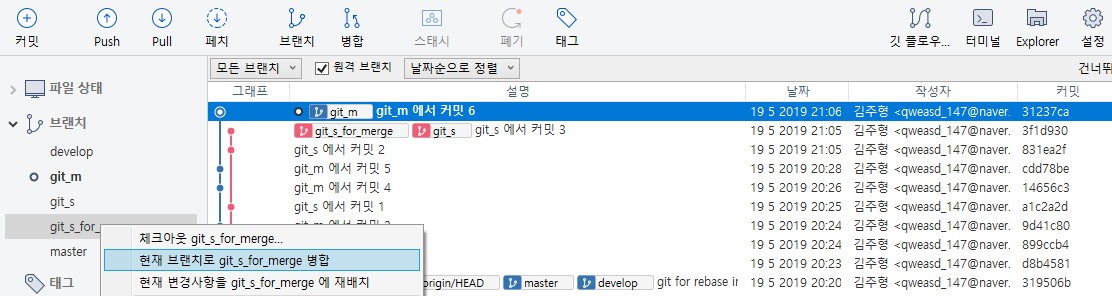 커밋 Push Pull 페치 브랜치 병합 스태시 폐기 태그 깃 플로우... 터미널 Explorer 설정
모든 브랜치 원격 브랜치 날짜순으로 정렬 건너뛰
파일 상태
브랜치
develop
git_m
git_s
git_s_for_
master
태그
그래프 설명 날짜 작성자 커밋
git_m git_m 에서 커밋 6 19 5 2019 21:06 김주형 <qweasd_147@naver. 31237ca
git_s_for_merge git_s git_s 에서 커밋 3 19 5 2019 21:05 김주형 <qweasd_147@naver. 3f1d930
git_s 에서 커밋 2 19 5 2019 21:05 김주형 <qweasd_147@naver. 831ea2f
git_m 에서 커밋 5 19 5 2019 20:28 김주형 <qweasd_147@naver. cdd78be
git_m 에서 커밋 4 19 5 2019 20:28 김주형 <qweasd_147@naver. 14656c3
git_s 에서 커밋 1 19 5 2019 20:28 김주형 <qweasd_147@naver. a1c2a2d
19 5 2019 20:24 김주형 <qweasd_147@naver. 9d41c80
19 5 2019 20:24 김주형 <qweasd_147@naver. 899ccb4
19 5 2019 20:23 김주형 <qweasd_147@naver. d8b4581
origin/HEAD master develop git for rebase in 19 5 2019 20:23 김주형 <qweasd_147@naver. 319506b
체크아웃 git_s_for_merge...
현재 브랜치로 git_s_for_merge 병합
현재 변경사항을 git_s_for_merge 에 재배치